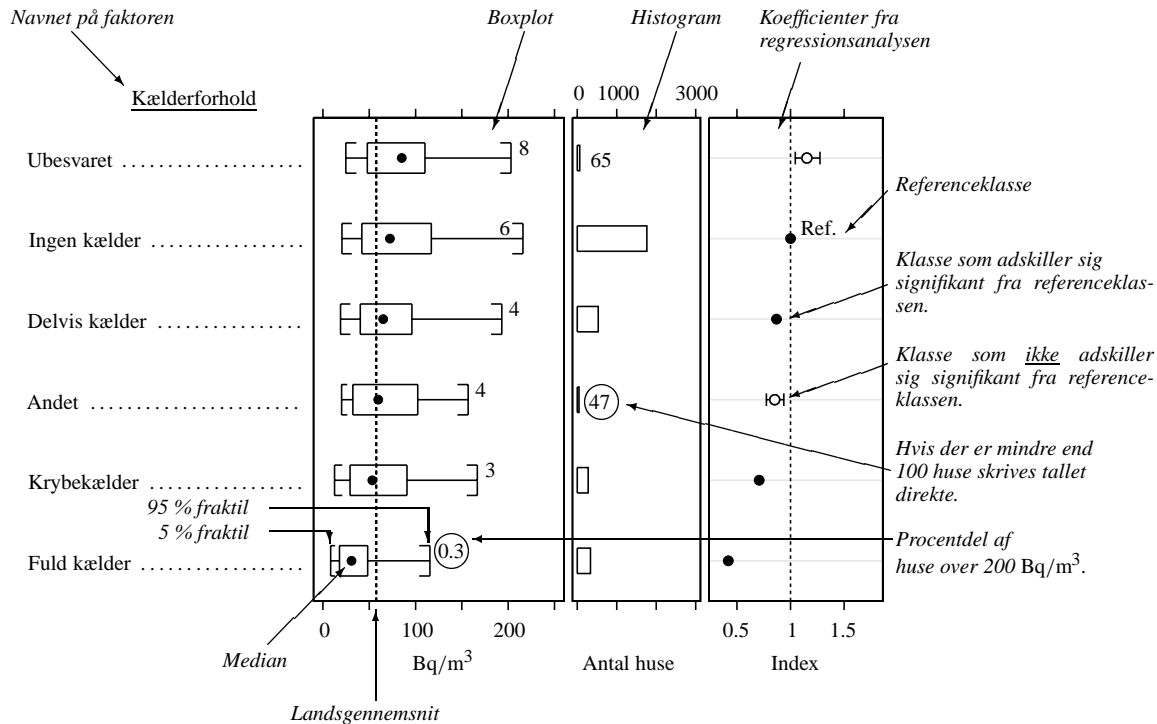 Navnet på faktoren
Boxplot
Histogram
Koefficienter fra
regressionsanalysen
Kælderforhold
0 1000 3000
Ubesvaret
8
65
Referenceklasse
Ingen kælder
6
Ref.
Klasse som adskiller sig
signifikant fra referenceklas-
sen.
Delvis kælder
4
Klasse som ikke adskiller
sig signifikant fra reference-
klassen.
Andet
4
47
Hvis der er mindre end
100 huse skrives tallet
direkte.
Krybekælder
3
95 % fraktil
5 % fraktil
Fuld kælder
0.3
Procentdel af
huse over 200 Bq/m³.
0 100 200
0.5 1 1.5
Median
Bq/m³
Antal huse
Index
Landsgennemsnit